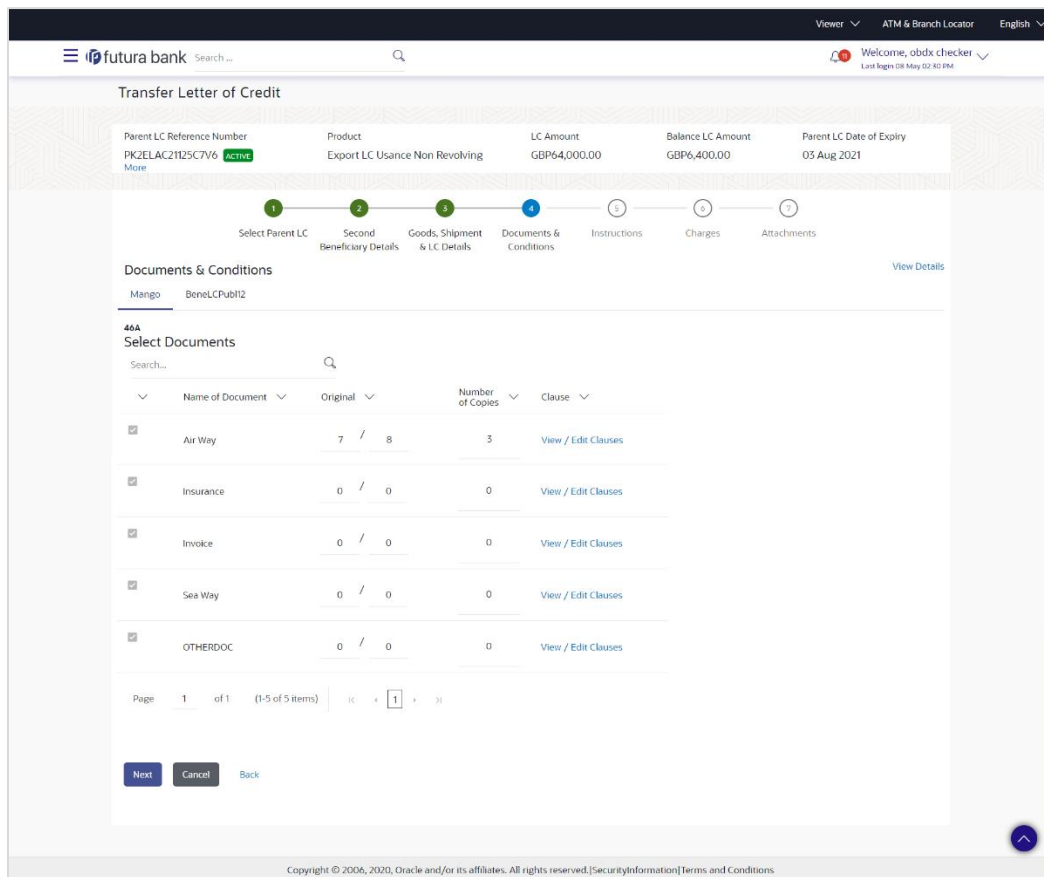 Viewer ATM & Branch Locator English
futura bank Search ... 11 Welcome, obdx checker
Last login 08 May 02:30 PM
Transfer Letter of Credit
Parent LC Reference Number Product LC Amount Balance LC Amount Parent LC Date of Expiry
PK2ELAC21125C7V6 ACTIVE Export LC Usance Non Revolving GBP64,000.00 GBP6,400.00 03 Aug 2021
More
1 2 3 4 5 6 7
Select Parent LC Second Goods, Shipment Documents & Instructions Charges Attachments
Beneficiary Details & LC Details Conditions
Documents & Conditions View Details
Mango BeneLCPubl12
46A
Select Documents
Search...
Name of Document Original Number of Copies Clause
Air Way 7 / 8 3 View / Edit Clauses
Insurance 0 / 0 0 View / Edit Clauses
Invoice 0 / 0 0 View / Edit Clauses
Sea Way 0 / 0 0 View / Edit Clauses
OTHERDOC 0 / 0 0 View / Edit Clauses
Page 1 of 1 (1-5 of 5 items) 1
Next Cancel Back
Copyright © 2006, 2020, Oracle and/or its affiliates. All rights reserved.|SecurityInformation|Terms and Conditions